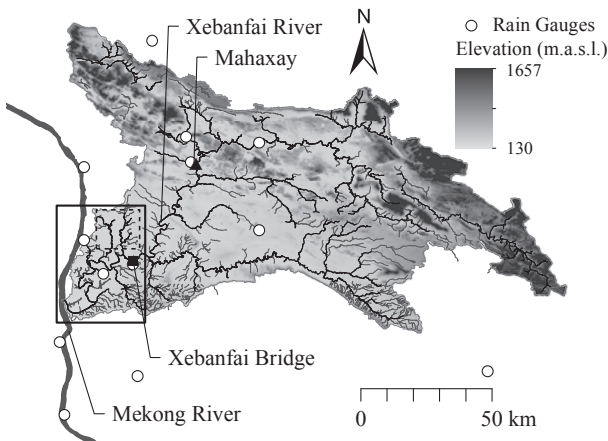 Xebanfai River
Mahaxay
N
Rain Gauges
Elevation (m.a.s.l.)
1657
130
Xebanfai Bridge
Mekong River
0 50 km